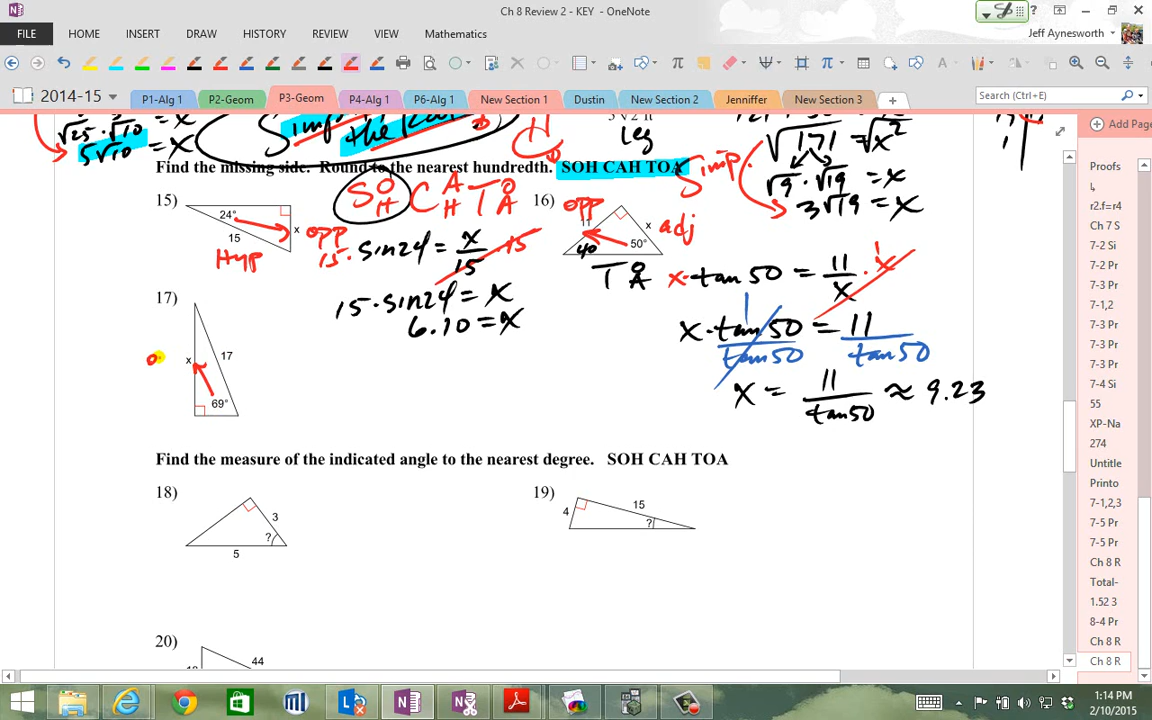 Ch 8 Review 2 - KEY - OneNote
?
FILE HOME INSERT DRAW HISTORY REVIEW VIEW Mathematics Jeff Aynesworth
2014-15 P1-Alg 1 P2-Geom P3-Geom P4-Alg 1 P6-Alg 1 New Section 1 Dustin New Section 2 Jenniffer New Section 3 Search (Ctrl+E)
Add Page
√25 · √10 = x
5√10 = x
leg
√171 = √x²
√9 · √19 = x
3√19 = x
Simp.
Find the missing side. Round to the nearest hundredth. SOH CAH TOA
S O H C A H T O A
15)
24°
15
x
opp
Hyp
15 · sin24 = x/15 · 15
15 · sin24 = x
6.10 = x
16)
opp
11
x
adj
40
50°
T O A
x · tan 50 = 11/x · x
1
x · tan 50 = 11
tan50 tan50
x = 11/tan50 ≈ 9.23
17)
x
17
69°
Find the measure of the indicated angle to the nearest degree. SOH CAH TOA
18)
3
?
5
19)
4
15
?
20)
44
Proofs
r2.f=r4
Ch 7 S
7-2 Si
7-2 Pr
7-1,2
7-3 Pr
7-3 Pr
7-3 Pr
7-4 Si
55
XP-Na
274
Untitle
Printo
7-1,2,3
7-5 Pr
7-5 Pr
Ch 8 R
Total-
1.52 3
8-4 Pr
Ch 8 R
Ch 8 R
1:14 PM
2/10/2015